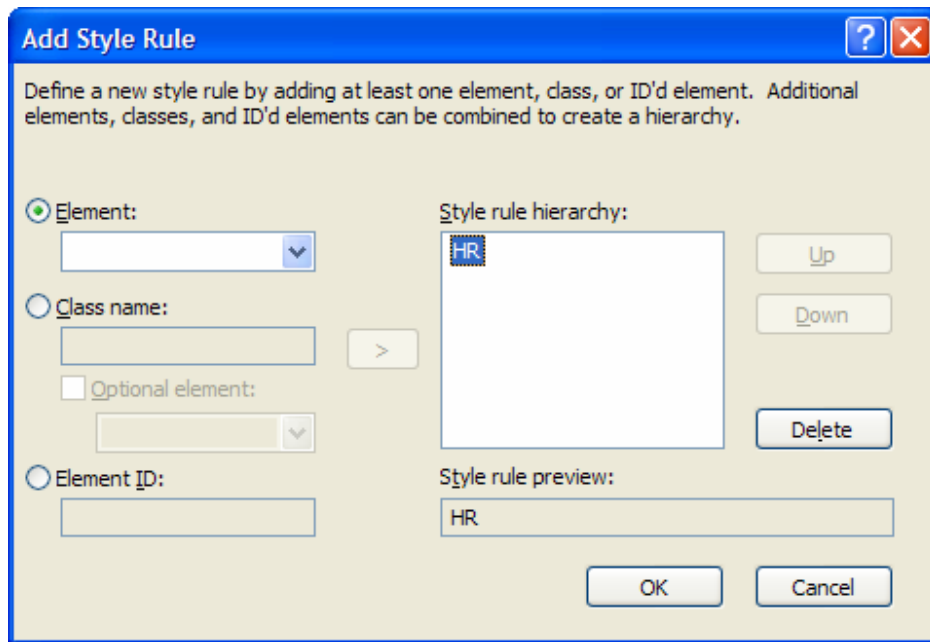 Add Style Rule
?
Define a new style rule by adding at least one element, class, or ID'd element. Additional
elements, classes, and ID'd elements can be combined to create a hierarchy.
Element:
Style rule hierarchy:
HR
Up
Class name:
Down
>
Optional element:
Delete
Element ID:
Style rule preview:
HR
OK
Cancel